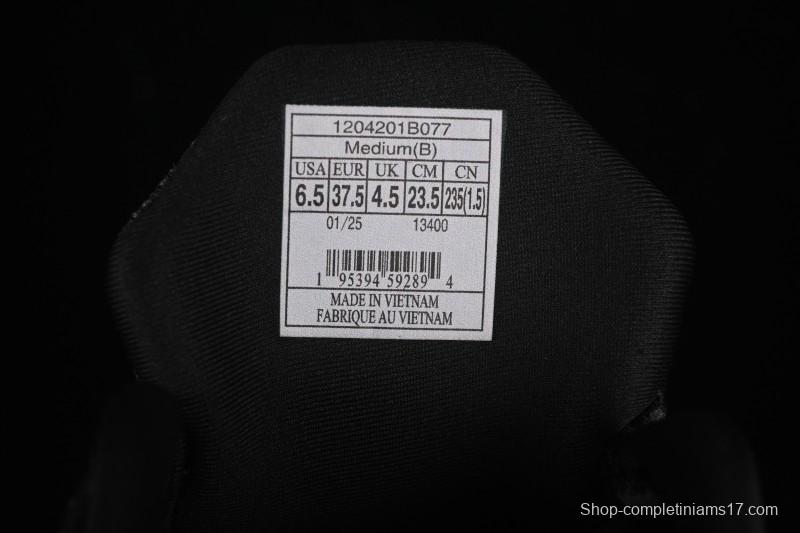 1204201B077
Medium(B)
USA EUR UK CM CN
6.5 37.5 4.5 23.5 235(1.5)
01/25 13400
1 95394 59289 4
MADE IN VIETNAM
FABRIQUE AU VIETNAM
Shop-completiniams17.com